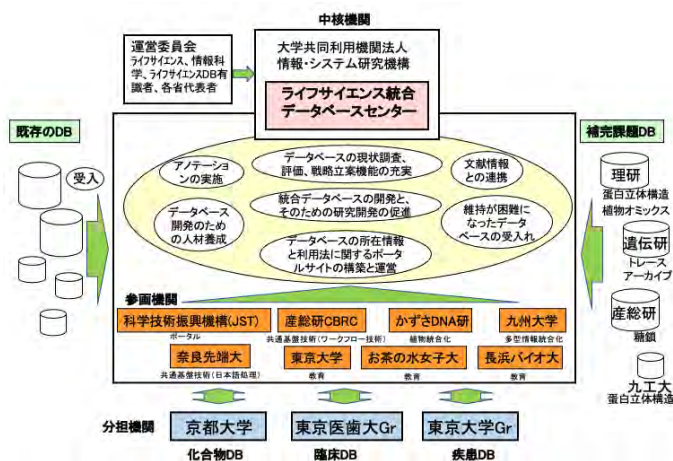 中核機関
運営委員会
ライフサイエンス、情報科
学、ライフサイエンスDB有
識者、各省代表者
大学共同利用機関法人
情報・システム研究機構
ライフサイエンス統合
データベースセンター
既存のDB
受入
補完課題DB
アノテーショ
ンの実施
データベースの現状調査、
評価、戦略立案機能の充実
文献情報
との連携
データベース
開発のため
の人材養成
統合データベースの開発と、
そのための研究開発の促進
維持が困難に
なったデータ
ベースの受入れ
データベースの所在情報
と利用法に関するポータ
ルサイトの構築と運営
理研
蛋白立体構造
植物オミックス
遺伝研
トレース
アーカイブ
産総研
糖鎖
九工大
蛋白立体構造
参画機関
科学技術振興機構(JST)
ポータル
産総研CBRC
共通基盤技術(ワークフロー技術)
かずさDNA研
植物統合化
九州大学
多型情報統合化
奈良先端大
共通基盤技術(日本語処理)
東京大学
教育
お茶の水女子大
教育
長浜バイオ大
教育
分担機関
京都大学
化合物DB
東京医歯大Gr
臨床DB
東京大学Gr
疾患DB